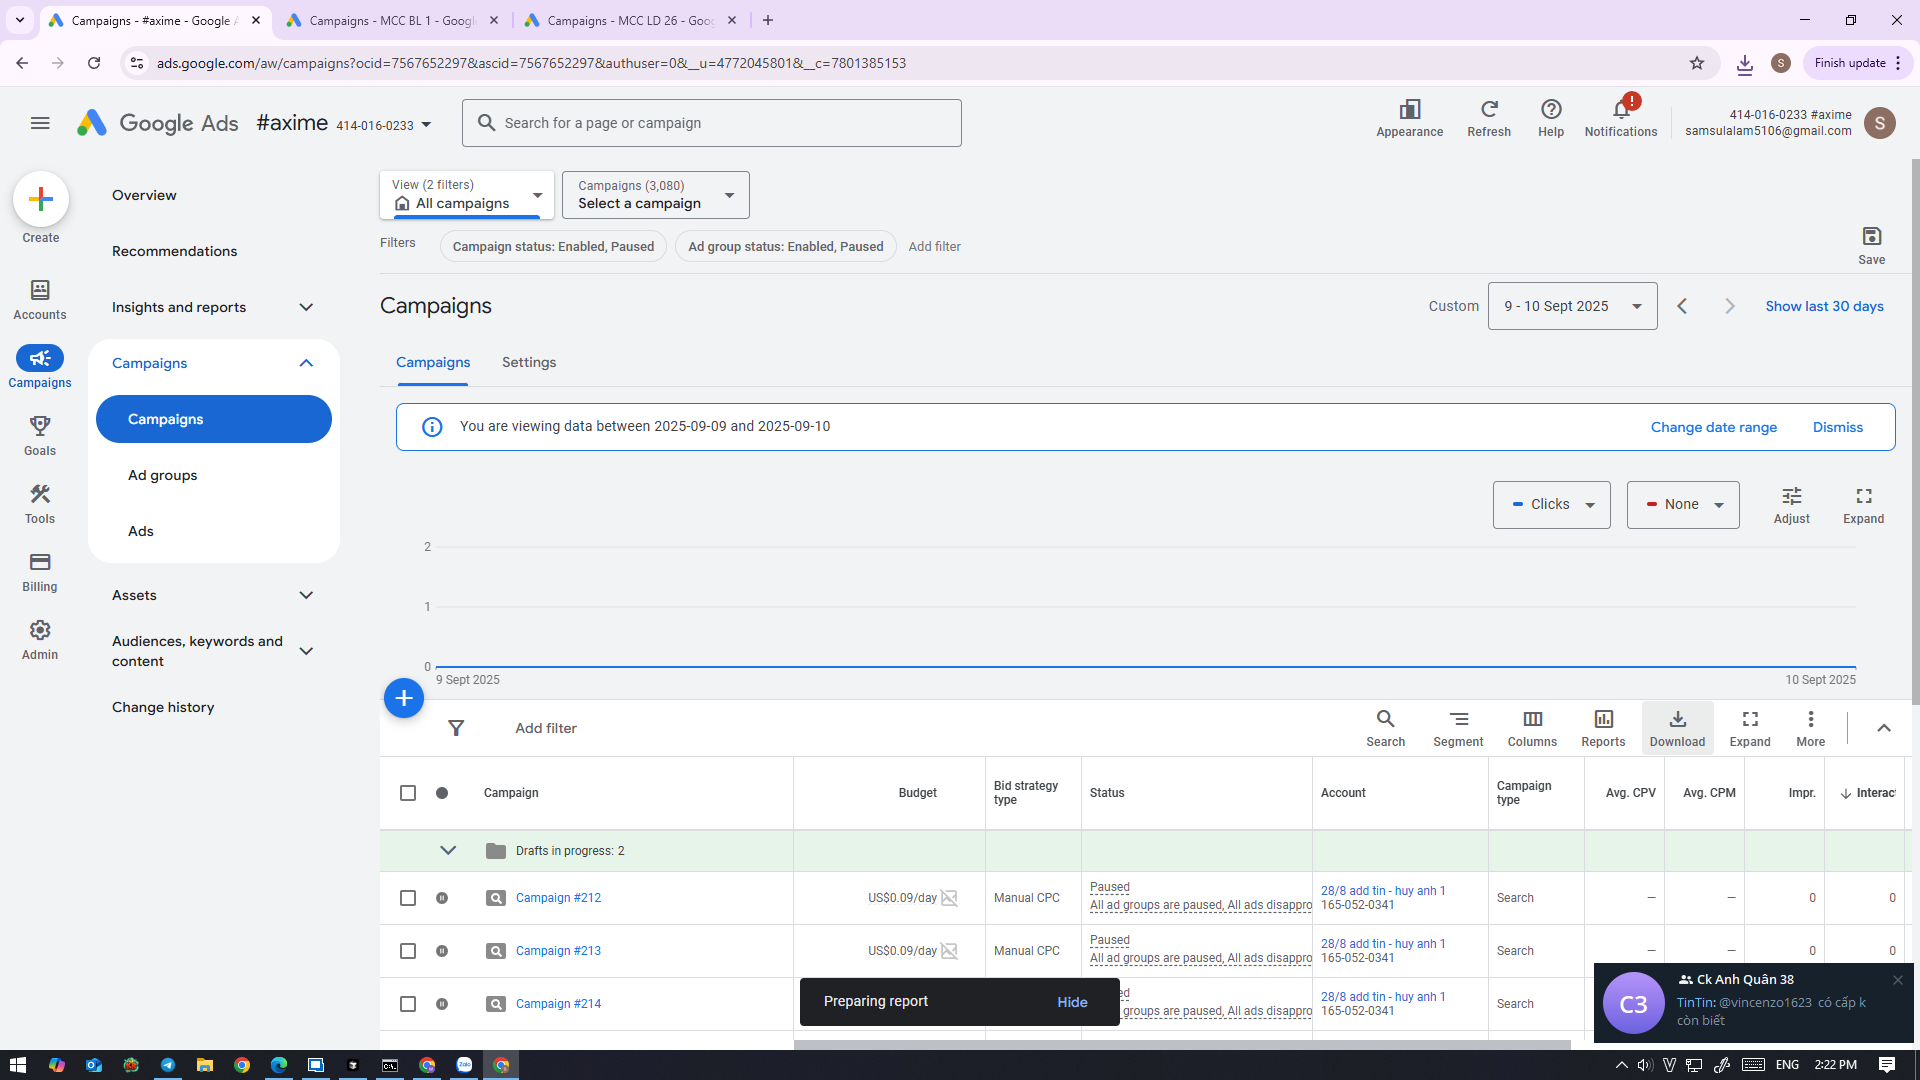 Campaigns - #axime - Google A
Campaigns - MCC BL 1 - Googl
Campaigns - MCC LD 26 - Goo
ads.google.com/aw/campaigns?ocid=7567652297&ascid=7567652297&authuser=0&__u=4772045801&__c=7801385153
S
Finish update
Google Ads
#axime 414-016-0233
Search for a page or campaign
Appearance
Refresh
Help
!
Notifications
414-016-0233 #axime
samsulalam5106@gmail.com
S
Create
Accounts
Campaigns
Goals
Tools
Billing
Admin
Overview
Recommendations
Insights and reports
Campaigns
Campaigns
Ad groups
Ads
Assets
Audiences, keywords and
content
Change history
View (2 filters)
All campaigns
Campaigns (3,080)
Select a campaign
Filters
Campaign status: Enabled, Paused
Ad group status: Enabled, Paused
Add filter
Save
Campaigns
Custom
9 - 10 Sept 2025
Show last 30 days
Campaigns
Settings
You are viewing data between 2025-09-09 and 2025-09-10
Change date range
Dismiss
Clicks
None
Adjust
Expand
2
1
0
9 Sept 2025
10 Sept 2025
Add filter
Search
Segment
Columns
Reports
Download
Expand
More
Campaign
Budget
Bid strategy
type
Status
Account
Campaign
type
Avg. CPV
Avg. CPM
Impr.
Interac
Drafts in progress: 2
Campaign #212
US$0.09/day
Manual CPC
Paused
All ad groups are paused, All ads disappro
28/8 add tin - huy anh 1
165-052-0341
Search
—
—
0
0
Campaign #213
US$0.09/day
Manual CPC
Paused
All ad groups are paused, All ads disappro
28/8 add tin - huy anh 1
165-052-0341
Search
—
—
0
0
Campaign #214
ed
groups are paused, All ads disappro
28/8 add tin - huy anh 1
165-052-0341
Search
Preparing report
Hide
C3
Ck Anh Quân 38
TinTin: @vincenzo1623 có cấp k
còn biết
Zalo
ENG
2:22 PM